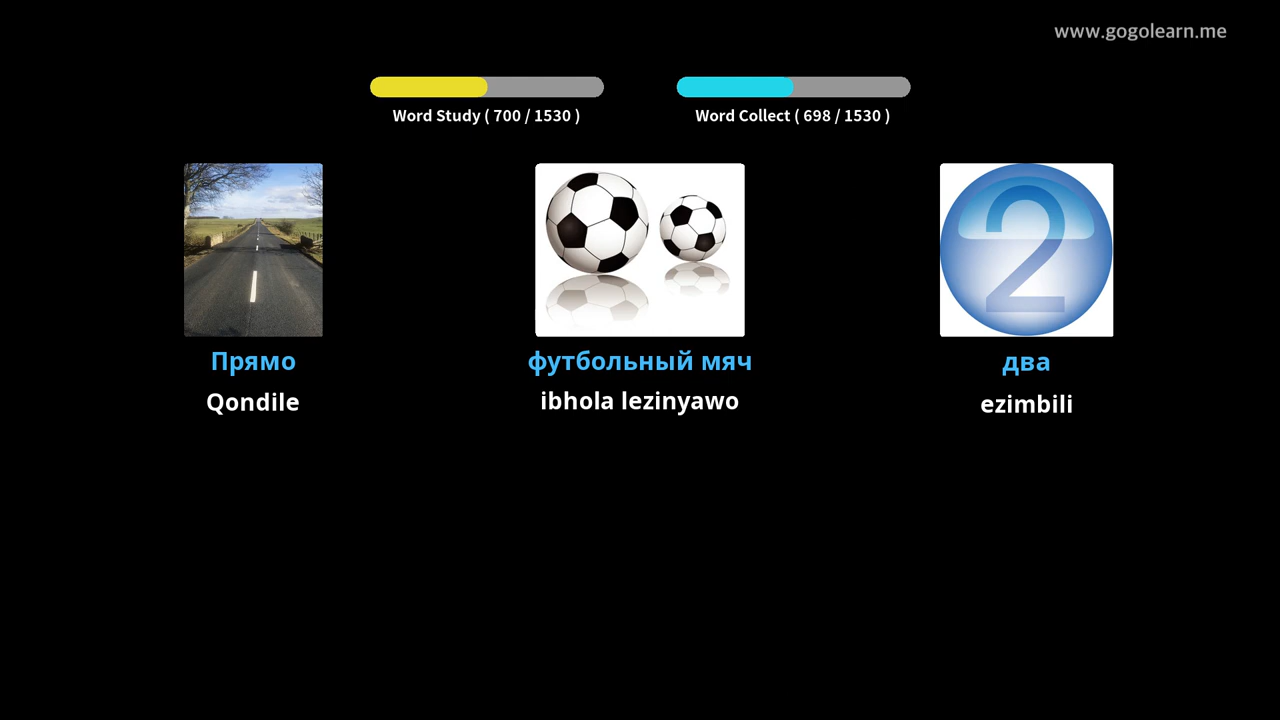 www.gogolearn.me
Word Study ( 700 / 1530 )
Word Collect ( 698 / 1530 )
2
Прямо
футбольный мяч
два
Qondile
ibhola lezinyawo
ezimbili